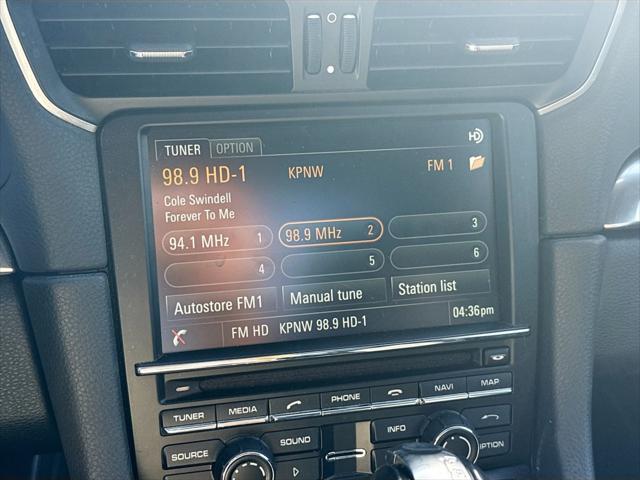 TUNER OPTION HD
98.9 HD-1 KPNW FM 1
Cole Swindell
Forever To Me
94.1 MHz 1 98.9 MHz 2 3
4 5 6
Autostore FM1 Manual tune Station list
FM HD KPNW 98.9 HD-1 04:36pm
TUNER MEDIA PHONE NAVI MAP
SOURCE SOUND INFO OPTION